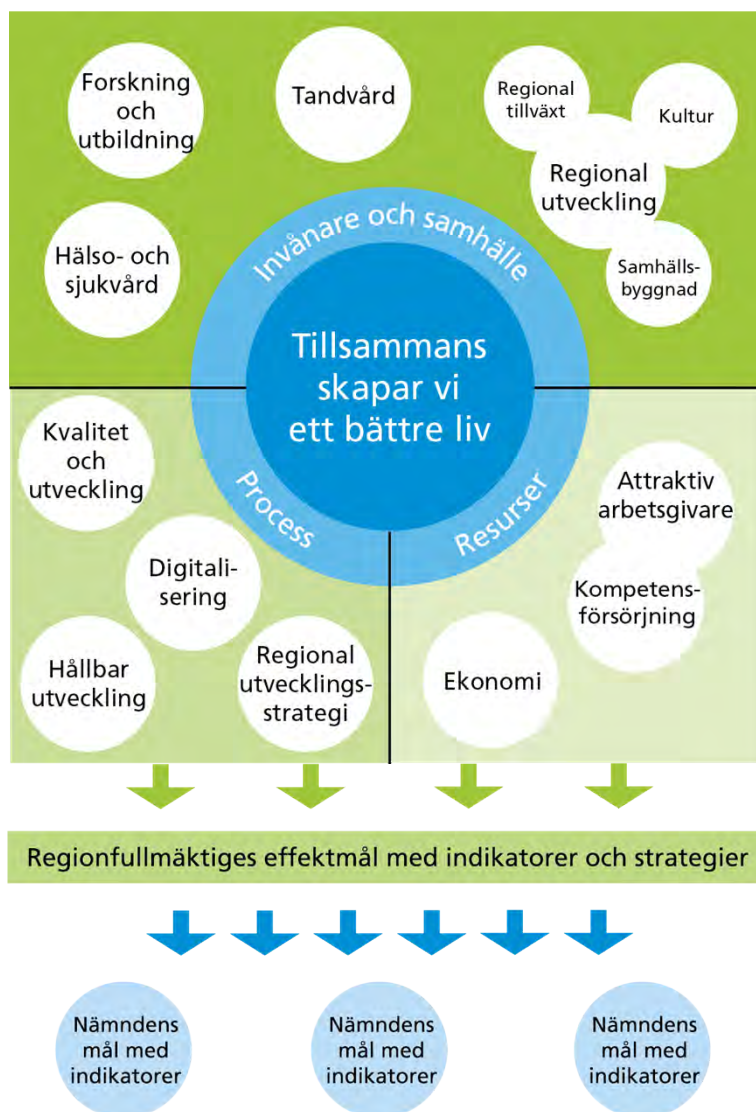 Forskning
och
utbildning
Tandvård
Regional
tillväxt
Kultur
Regional
utveckling
Samhälls-
byggnad
Hälso- och
sjukvård
Invånare och samhälle
Tillsammans
skapar vi
ett bättre liv
Process
Resurser
Kvalitet
och
utveckling
Digitali-
sering
Hållbar
utveckling
Regional
utvecklings-
strategi
Attraktiv
arbetsgivare
Kompetens-
försörjning
Ekonomi
Regionfullmäktiges effektmål med indikatorer och strategier
Nämndens
mål med
indikatorer
Nämndens
mål med
indikatorer
Nämndens
mål med
indikatorer